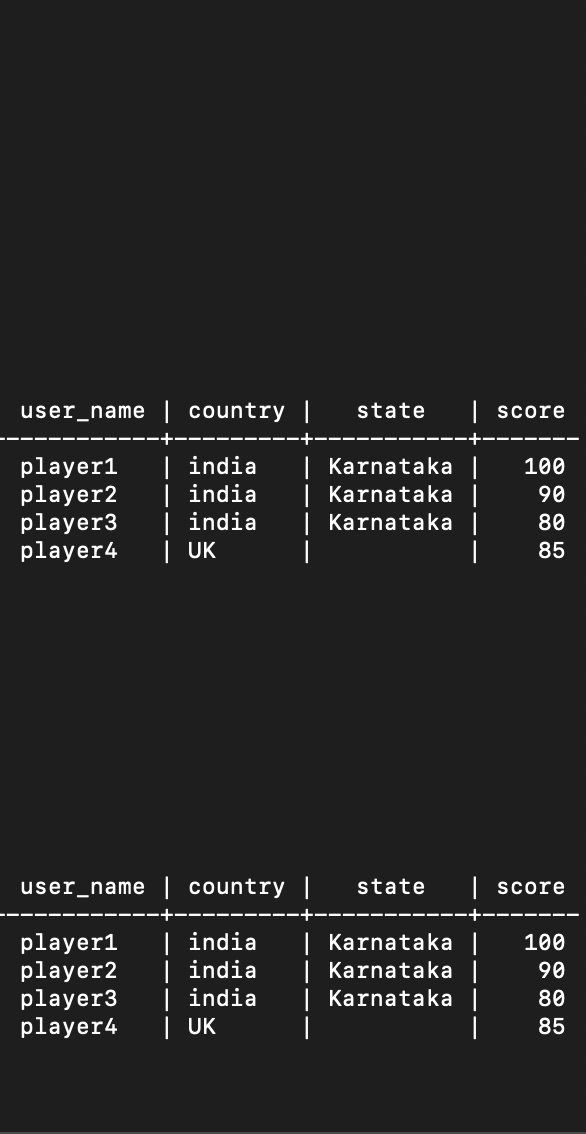 user_name | country |   state   | score
-----------+---------+-----------+-------
player1   | india   | Karnataka |   100
player2   | india   | Karnataka |    90
player3   | india   | Karnataka |    80
player4   | UK      |           |    85
user_name | country |   state   | score
-----------+---------+-----------+-------
player1   | india   | Karnataka |   100
player2   | india   | Karnataka |    90
player3   | india   | Karnataka |    80
player4   | UK      |           |    85